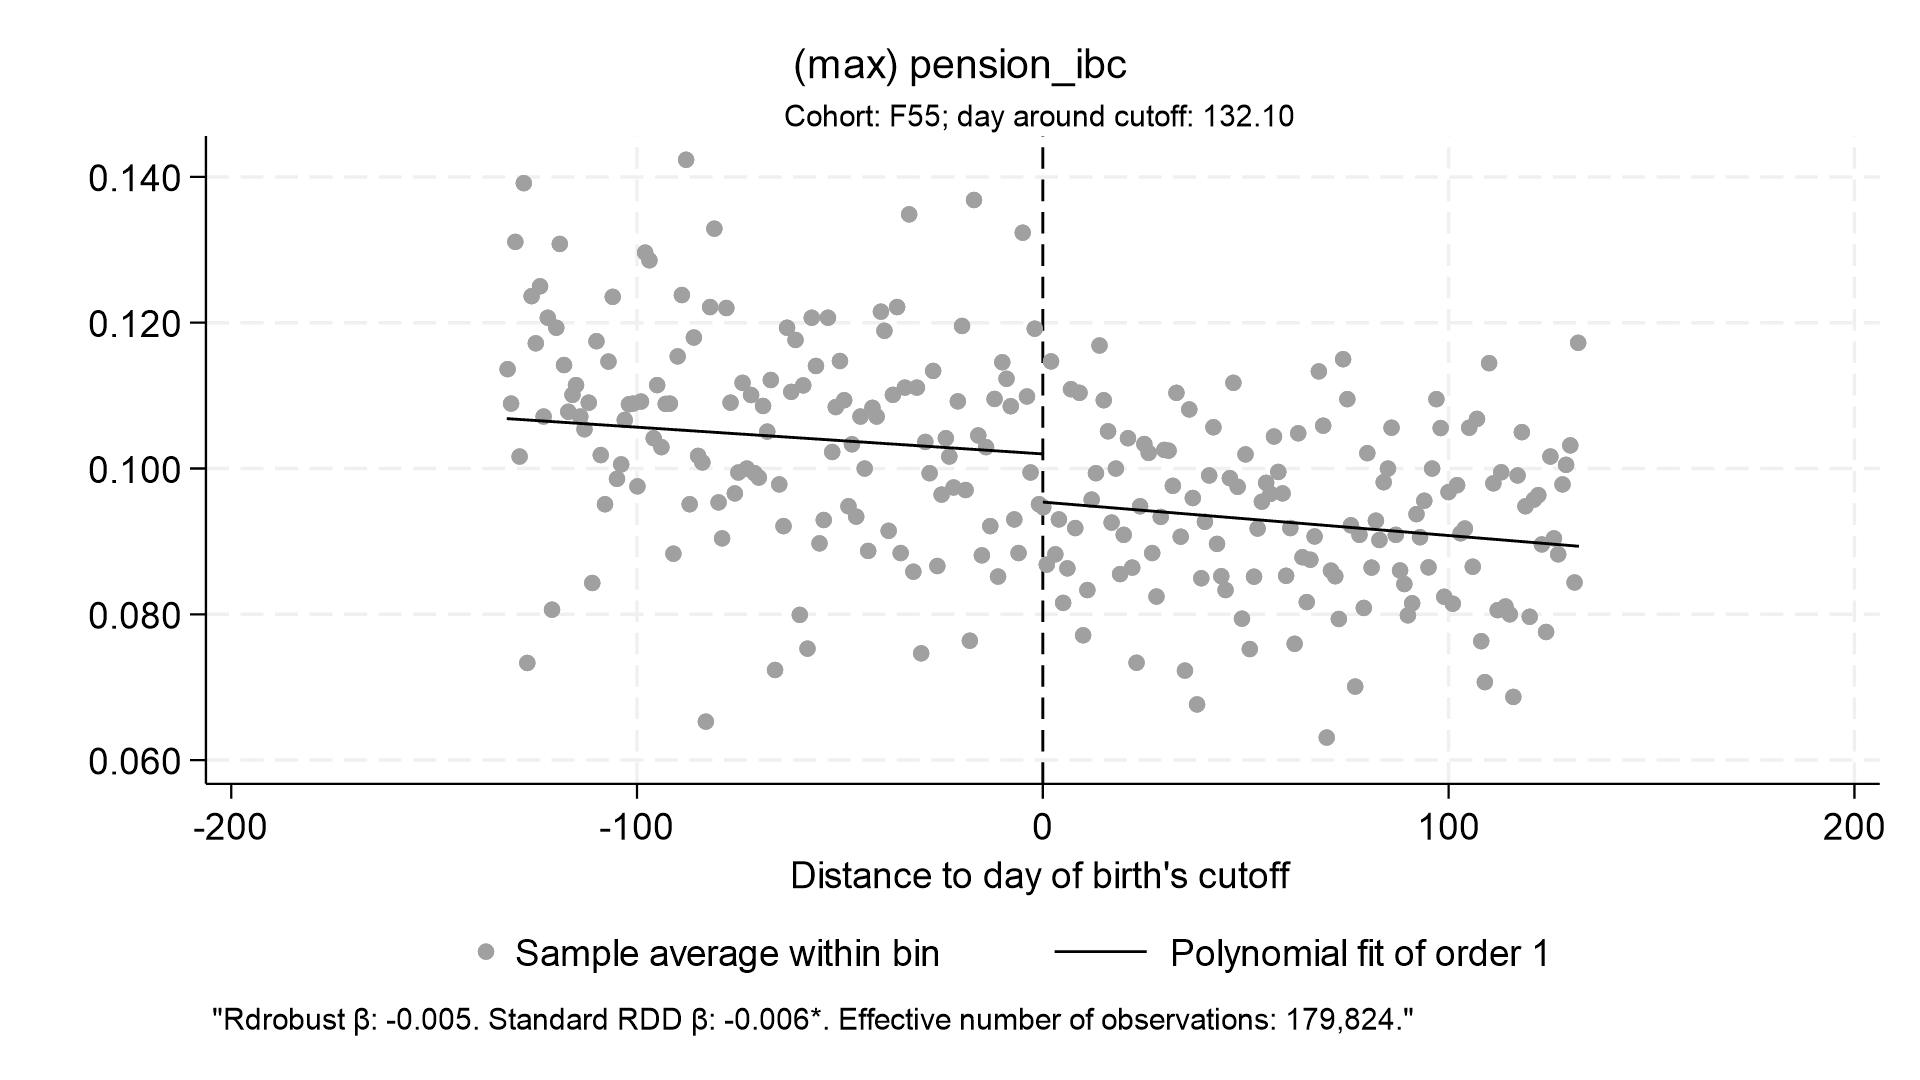 (max) pension_ibc
Cohort: F55; day around cutoff: 132.10
0.140
0.120
0.100
0.080
0.060
-200 -100 0 100 200
Distance to day of birth's cutoff
Sample average within bin Polynomial fit of order 1
"Rdrobust β: -0.005. Standard RDD β: -0.006*. Effective number of observations: 179,824."